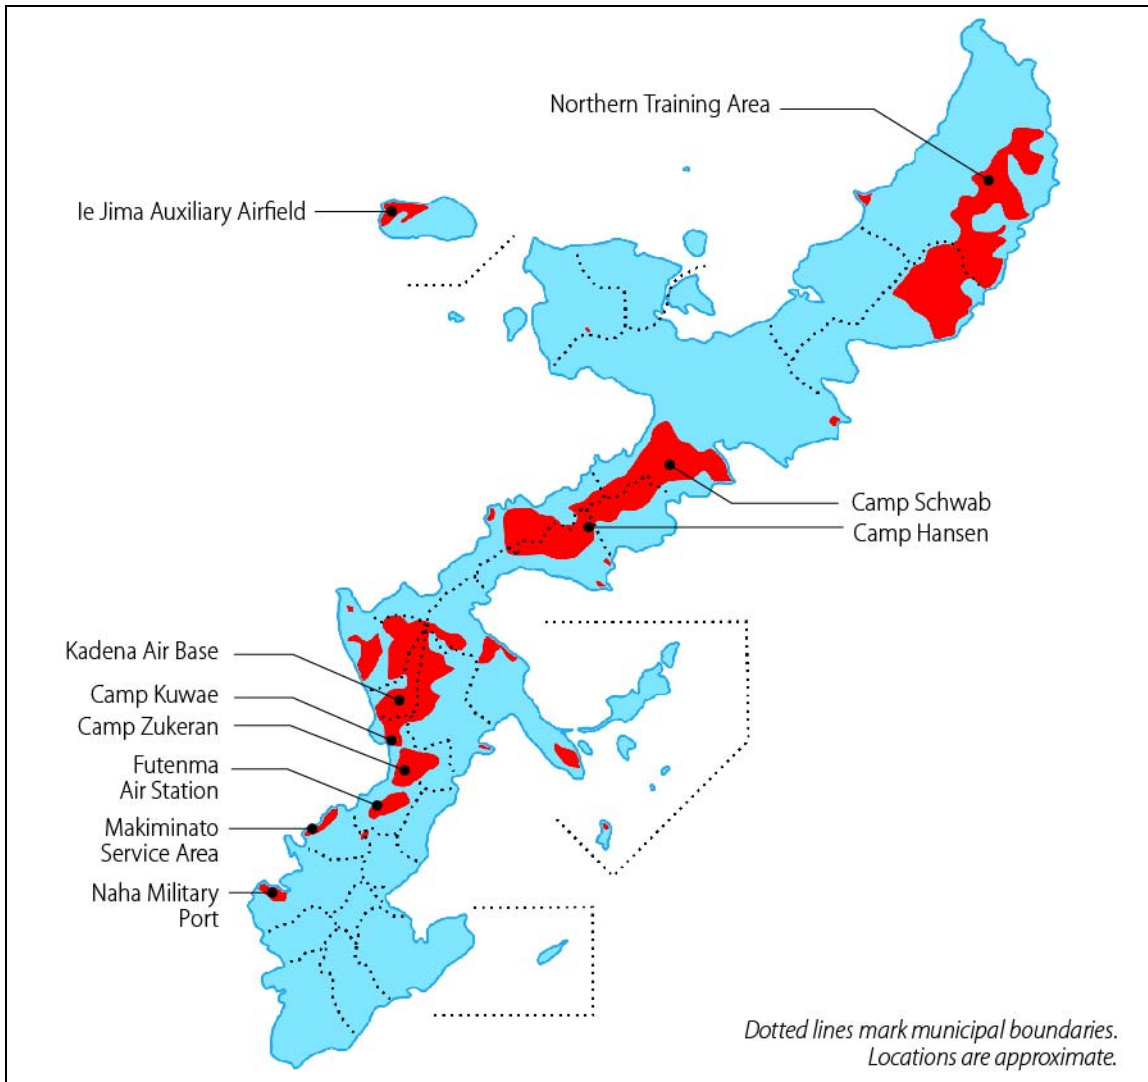 Northern Training Area
Ie Jima Auxiliary Airfield
Camp Schwab
Camp Hansen
Kadena Air Base
Camp Kuwae
Camp Zukeran
Futenma
Air Station
Makiminato
Service Area
Naha Military
Port
Dotted lines mark municipal boundaries.
Locations are approximate.